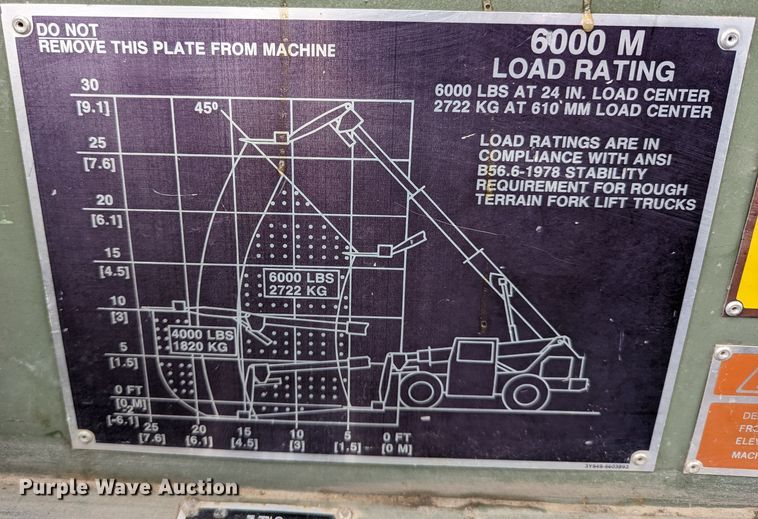 DO NOT
REMOVE THIS PLATE FROM MACHINE
6000 M
LOAD RATING
6000 LBS AT 24 IN. LOAD CENTER
2722 KG AT 610 MM LOAD CENTER
LOAD RATINGS ARE IN
COMPLIANCE WITH ANSI
B56.6-1978 STABILITY
REQUIREMENT FOR ROUGH
TERRAIN FORK LIFT TRUCKS
30
[9.1]
45°
25
[7.6]
20
[6.1]
15
[4.5]
6000 LBS
2722 KG
10
[3]
4000 LBS
1820 KG
5
[1.5]
0 FT
[0 M]
-2
[-6.1]
25 20 15 10 5 0 FT
[7.6] [6.1] [4.5] [3] [1.5] [0 M]
Purple Wave Auction
DE
FRO
ELE
MAC